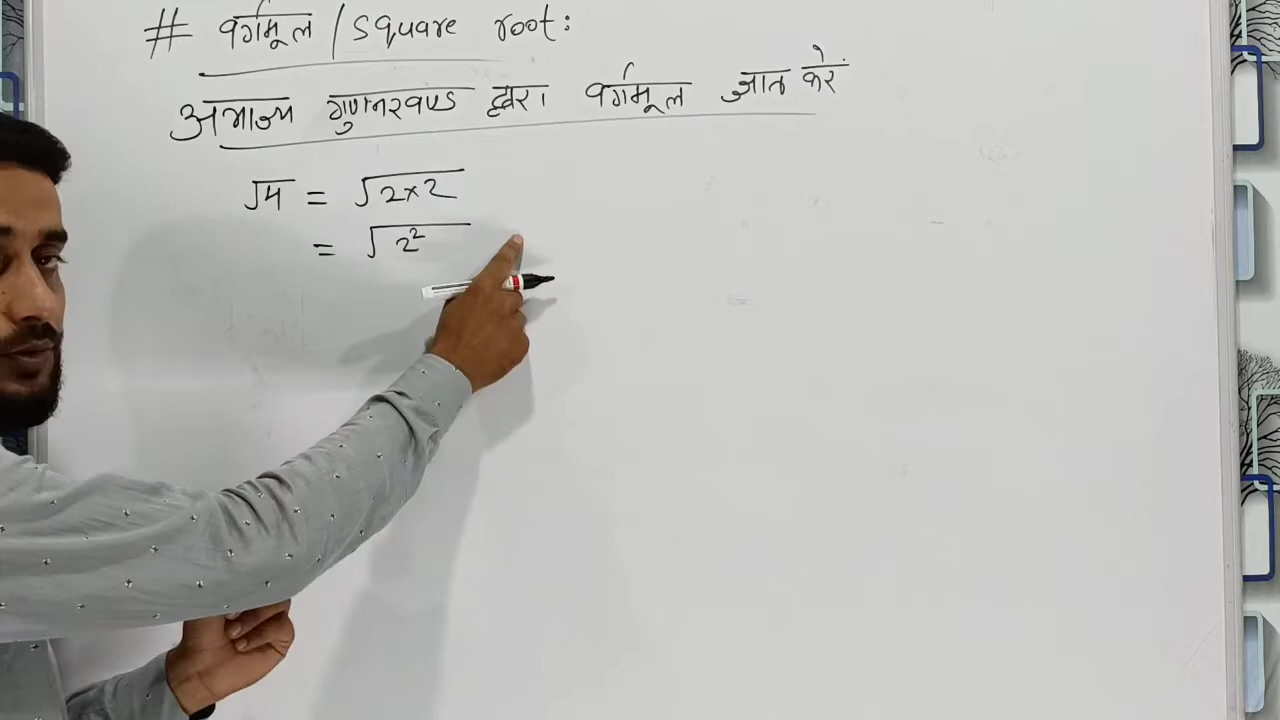 # वर्गमूल / square root:
अभाज्य गुणनखण्ड द्वारा वर्गमूल ज्ञात करें
√4 = √2×2
= √2²